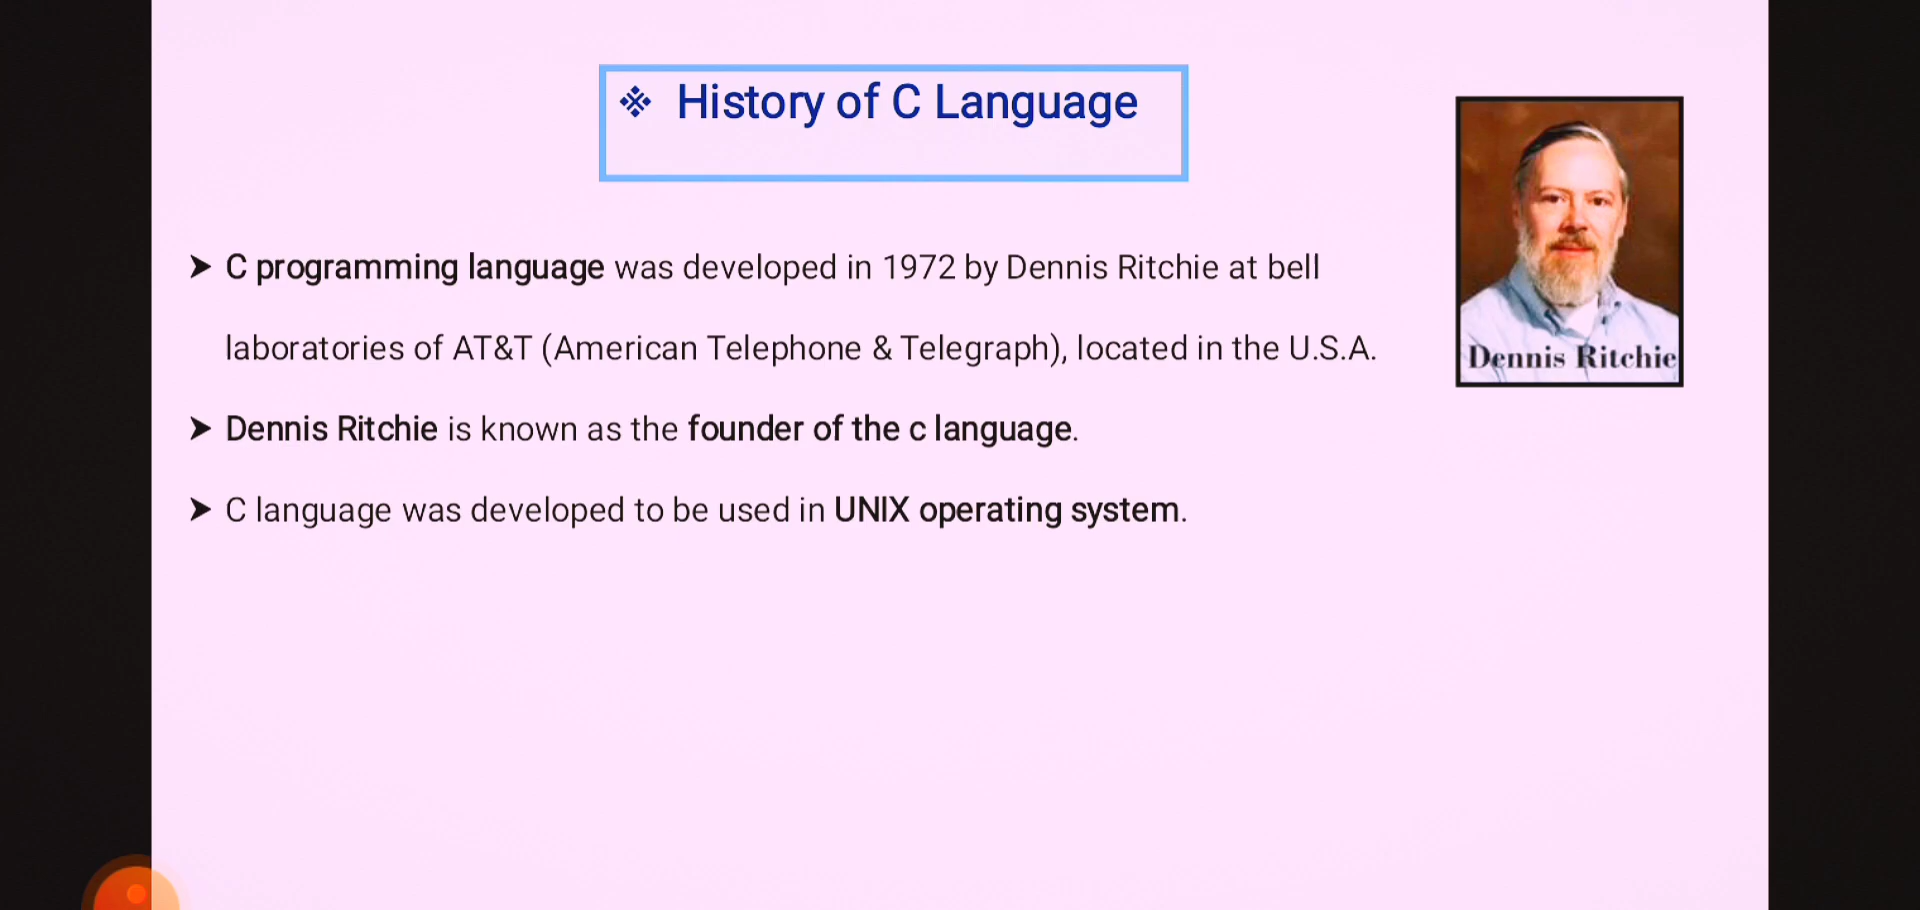 ❖ History of C Language
➤ C programming language was developed in 1972 by Dennis Ritchie at bell
laboratories of AT&T (American Telephone & Telegraph), located in the U.S.A.
Dennis Ritchie
➤ Dennis Ritchie is known as the founder of the c language.
➤ C language was developed to be used in UNIX operating system.